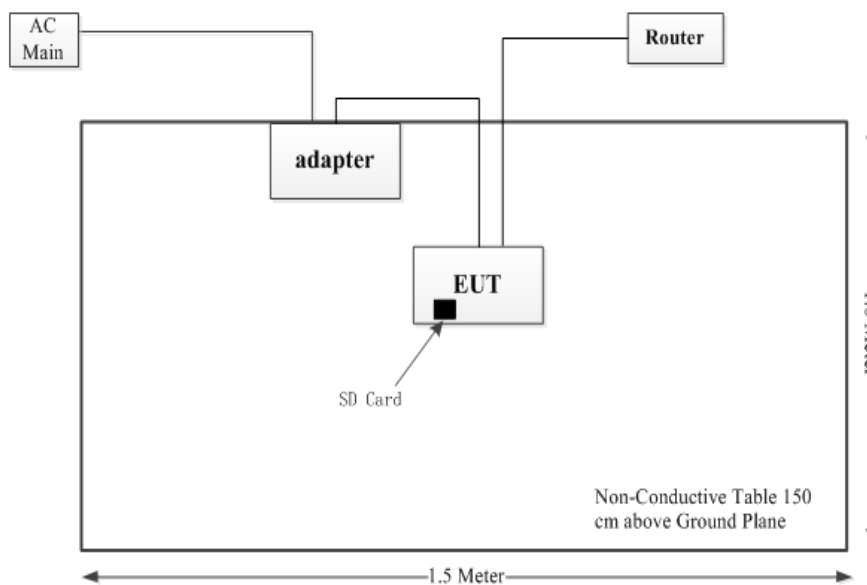 AC
Main
Router
adapter
EUT
SD Card
Non-Conductive Table 150
cm above Ground Plane
1.5 Meter